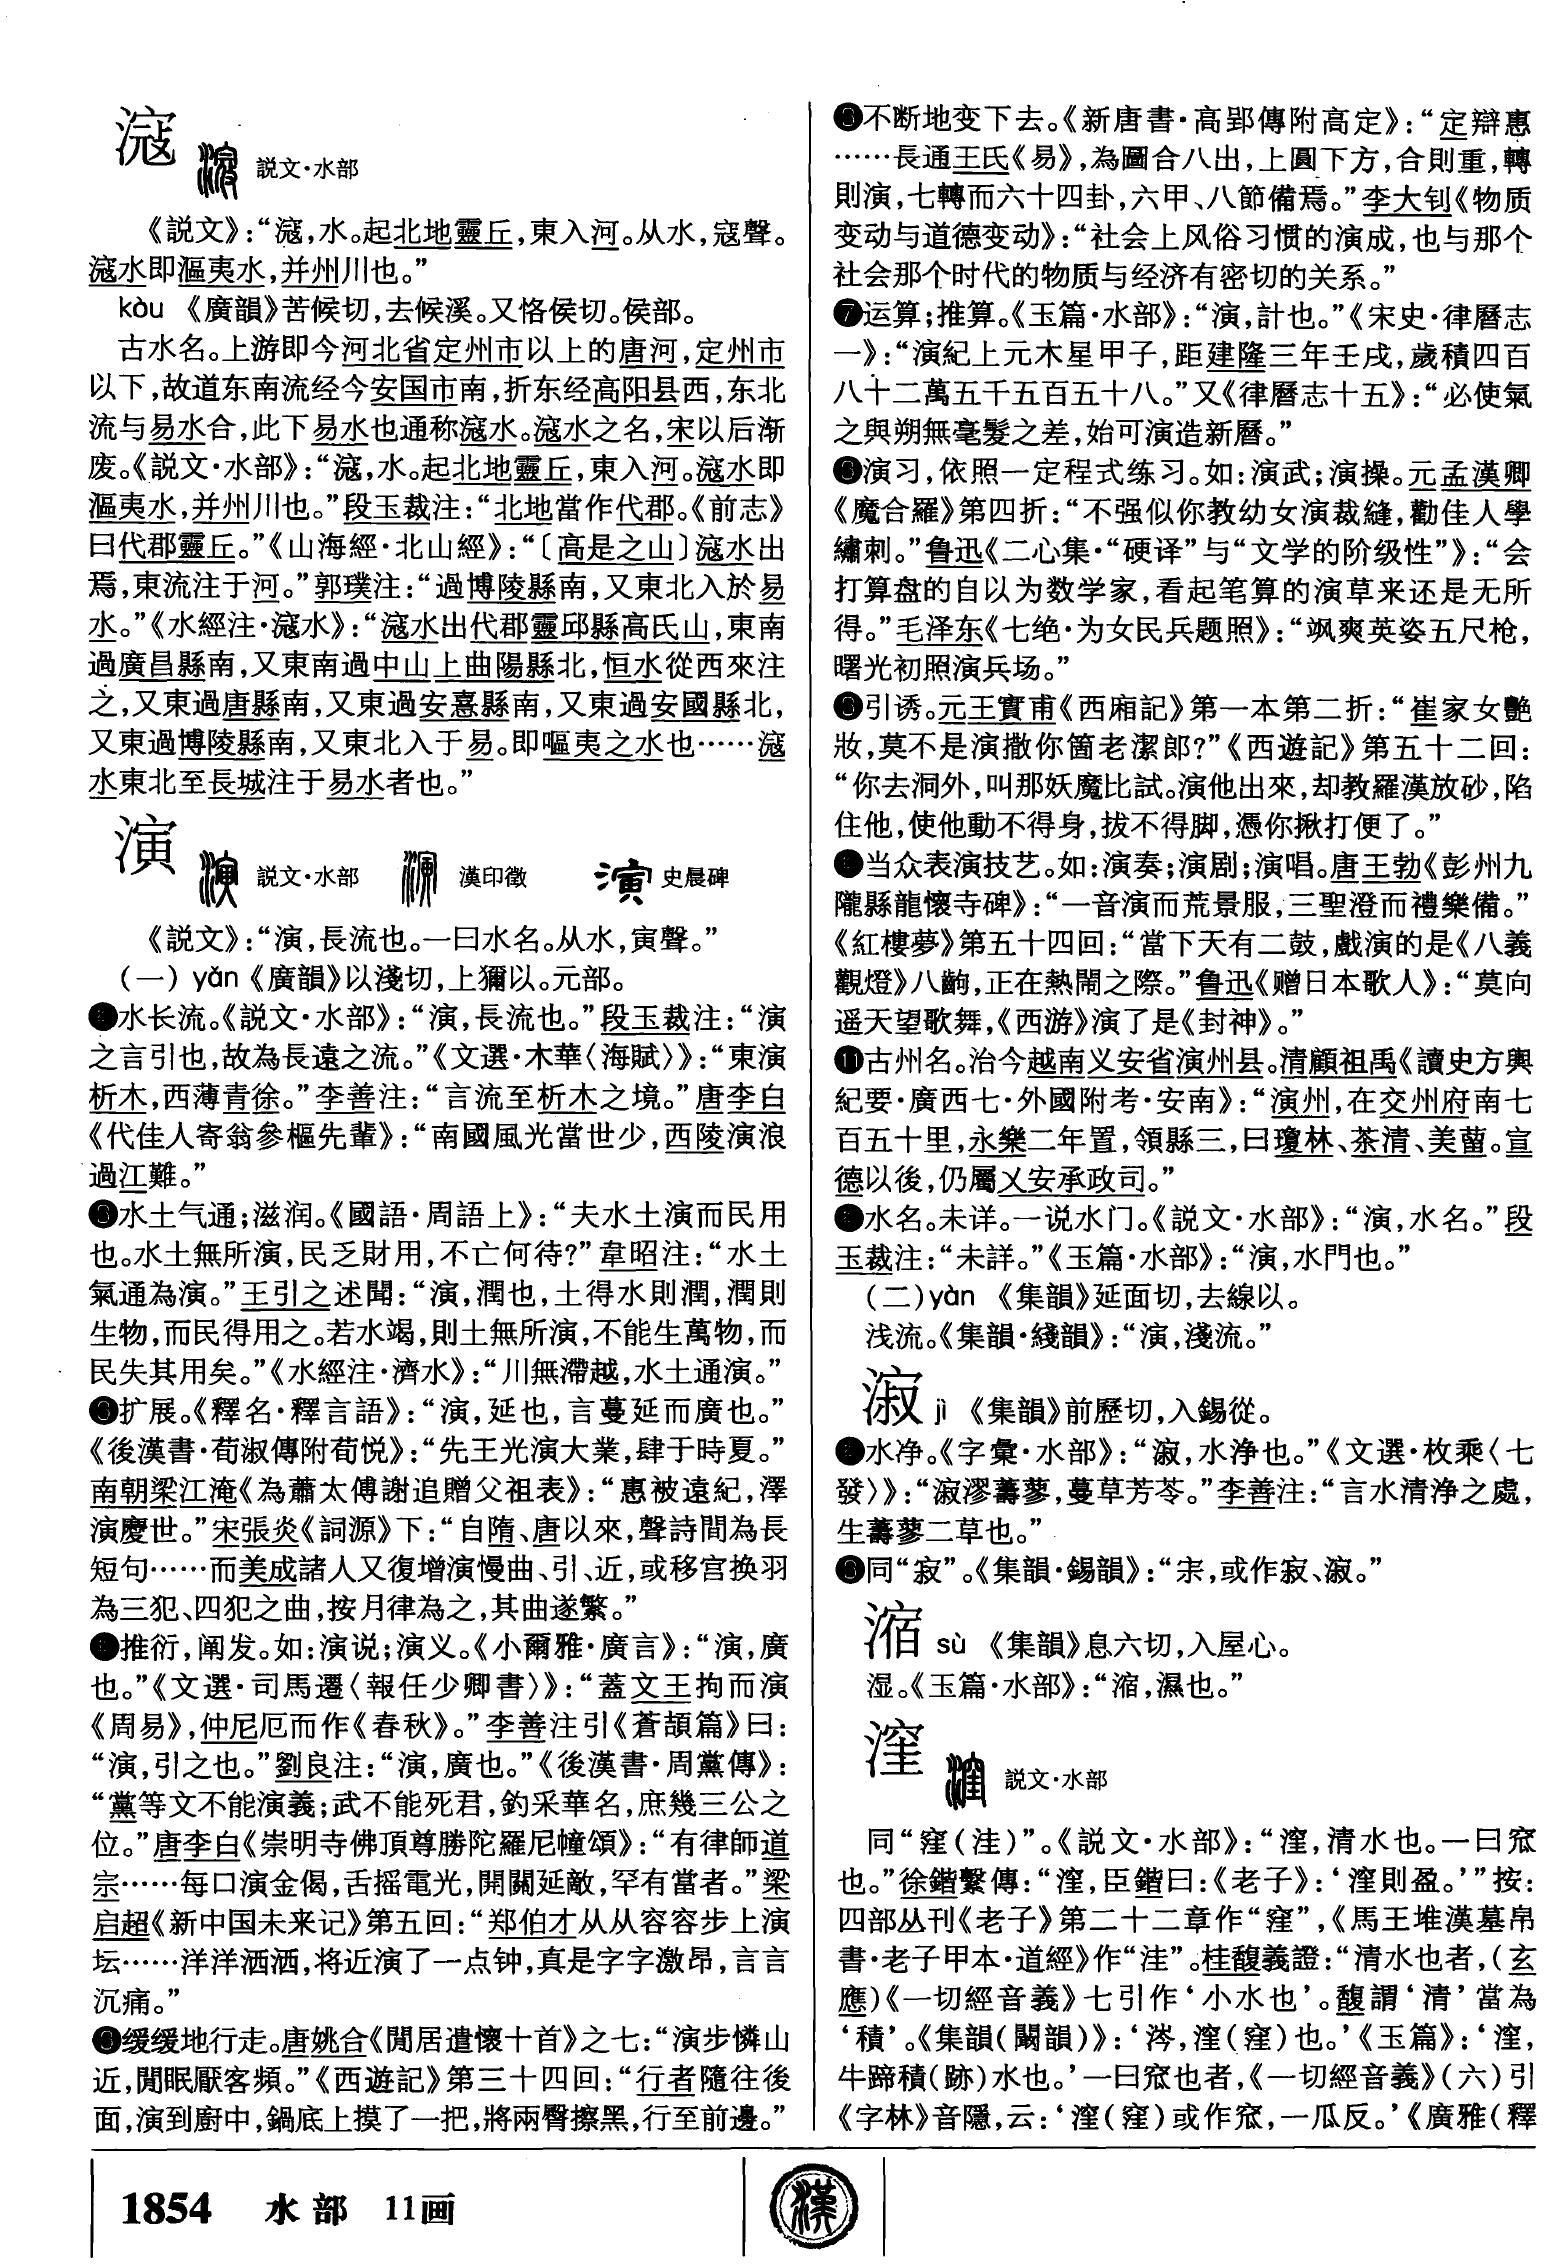 滱
説文·水部
《説文》：“滱，水。起北地靈丘，東入河。从水，寇聲。
滱水即漚夷水，并州川也。”
kòu 《廣韻》苦候切，去候溪。又恪侯切。侯部。
古水名。上游即今河北省定州市以上的唐河，定州市
以下，故道东南流经今安国市南，折东经高阳县西，东北
流与易水合，此下易水也通称滱水。滱水之名，宋以后渐
废。《説文·水部》：“滱，水。起北地靈丘，東入河。滱水即
漚夷水，并州川也。”段玉裁注：“北地當作代郡。《前志》
曰代郡靈丘。”《山海經·北山經》：“〔高是之山〕滱水出
焉，東流注于河。”郭璞注：“過博陵縣南，又東北入於易
水。”《水經注·滱水》：“滱水出代郡靈邱縣高氏山，東南
過廣昌縣南，又東南過中山上曲陽縣北，恒水從西來注
之，又東過唐縣南，又東過安憙縣南，又東過安國縣北，
又東過博陵縣南，又東北入于易。即嘔夷之水也……滱
水東北至長城注于易水者也。”
演
説文·水部 漢印徵 史晨碑
《説文》：“演，長流也。一曰水名。从水，寅聲。”
（一） yǎn 《廣韻》以淺切，上獮以。元部。
❶水长流。《説文·水部》：“演，長流也。”段玉裁注：“演
之言引也，故為長遠之流。”《文選·木華〈海賦〉》：“東演
析木，西薄青徐。”李善注：“言流至析木之境。”唐李白
《代佳人寄翁參樞先輩》：“南國風光當世少，西陵演浪
過江難。”
❷水土气通；滋润。《國語·周語上》：“夫水土演而民用
也。水土無所演，民乏財用，不亡何待?”韋昭注：“水土
氣通為演。”王引之述聞：“演，潤也，土得水則潤，潤則
生物，而民得用之。若水竭，則土無所演，不能生萬物，而
民失其用矣。”《水經注·濟水》：“川無滯越，水土通演。”
❸扩展。《釋名·釋言語》：“演，延也，言蔓延而廣也。”
《後漢書·荀淑傳附荀悦》：“先王光演大業，肆于時夏。”
南朝梁江淹《為蕭太傅謝追贈父祖表》：“惠被遠紀，澤
演慶世。”宋張炎《詞源》下：“自隋、唐以來，聲詩間為長
短句……而美成諸人又復增演慢曲、引、近，或移宫换羽
為三犯、四犯之曲，按月律為之，其曲遂繁。”
❹推衍，阐发。如：演说；演义。《小爾雅·廣言》：“演，廣
也。”《文選·司馬遷〈報任少卿書〉》：“蓋文王拘而演
《周易》，仲尼厄而作《春秋》。”李善注引《蒼頡篇》曰：
“演，引之也。”劉良注：“演，廣也。”《後漢書·周黨傳》：
“黨等文不能演義；武不能死君，釣采華名，庶幾三公之
位。”唐李白《崇明寺佛頂尊勝陀羅尼幢頌》：“有律師道
宗……每口演金偈，舌摇電光，開關延敵，罕有當者。”梁
启超《新中国未来记》第五回：“郑伯才从从容容步上演
坛……洋洋洒洒，将近演了一点钟，真是字字激昂，言言
沉痛。”
❺缓缓地行走。唐姚合《閒居遣懷十首》之七：“演步憐山
近，閒眠厭客頻。”《西遊記》第三十四回：“行者隨往後
面，演到廚中，鍋底上摸了一把，將兩臀擦黑，行至前邊。”
❻不断地变下去。《新唐書·高郢傳附高定》：“定辯惠
……長通王氏《易》，為圖合八出，上圓下方，合則重，轉
則演，七轉而六十四卦，六甲、八節備焉。”李大钊《物质
变动与道德变动》：“社会上风俗习惯的演成，也与那个
社会那个时代的物质与经济有密切的关系。”
❼运算；推算。《玉篇·水部》：“演，計也。”《宋史·律曆志
一》：“演紀上元木星甲子，距建隆三年壬戌，歲積四百
八十二萬五千五百五十八。”又《律曆志十五》：“必使氣
之與朔無毫髮之差，始可演造新曆。”
❽演习，依照一定程式练习。如：演武；演操。元孟漢卿
《魔合羅》第四折：“不强似你教幼女演裁縫，勸佳人學
繡刺。”鲁迅《二心集·“硬译”与“文学的阶级性”》：“会
打算盘的自以为数学家，看起笔算的演草来还是无所
得。”毛泽东《七绝·为女民兵题照》：“飒爽英姿五尺枪，
曙光初照演兵场。”
❾引诱。元王實甫《西厢記》第一本第二折：“崔家女艷
妝，莫不是演撒你箇老潔郎?”《西遊記》第五十二回：
“你去洞外，叫那妖魔比試。演他出來，却教羅漢放砂，陷
住他，使他動不得身，拔不得脚，憑你揪打便了。”
❿当众表演技艺。如：演奏；演剧；演唱。唐王勃《彭州九
隴縣龍懷寺碑》：“一音演而荒景服，三聖澄而禮樂備。”
《紅樓夢》第五十四回：“當下天有二鼓，戲演的是《八義
觀燈》八齣，正在熱鬧之際。”鲁迅《赠日本歌人》：“莫向
遥天望歌舞，《西游》演了是《封神》。”
⓫古州名。治今越南义安省演州县。清顧祖禹《讀史方輿
紀要·廣西七·外國附考·安南》：“演州，在交州府南七
百五十里，永樂二年置，領縣三，曰瓊林、茶清、美蒥。宣
德以後，仍屬乂安承政司。”
⓬水名。未详。一说水门。《説文·水部》：“演，水名。”段
玉裁注：“未詳。”《玉篇·水部》：“演，水門也。”
（二）yàn 《集韻》延面切，去線以。
浅流。《集韻·綫韻》：“演，淺流。”
漃 jì 《集韻》前歷切，入錫從。
❶水净。《字彙·水部》：“漃，水浄也。”《文選·枚乘〈七
發〉》：“漃漻薵蓼，蔓草芳苓。”李善注：“言水清浄之處，
生薵蓼二草也。”
❷同“寂”。《集韻·錫韻》：“宋，或作寂、漃。”
㴼 sù 《集韻》息六切，入屋心。
湿。《玉篇·水部》：“㴼，濕也。”
漥
説文·水部
同“窪（洼）”。《説文·水部》：“漥，清水也。一曰窊
也。”徐鍇繫傳：“漥，臣鍇曰：《老子》：‘漥則盈。’”按：
四部丛刊《老子》第二十二章作“窪”，《馬王堆漢墓帛
書·老子甲本·道經》作“洼”。桂馥義證：“清水也者，（玄
應）《一切經音義》七引作‘小水也’。馥謂‘清’當為
‘積’。《集韻（闞韻）》：‘涔，漥（窪）也。’《玉篇》：‘漥，
牛蹄積（跡）水也。’一曰窊也者，《一切經音義》（六）引
《字林》音隱，云：‘漥（窪）或作窊，一瓜反。’《廣雅（釋
1854 水部 11画
漢